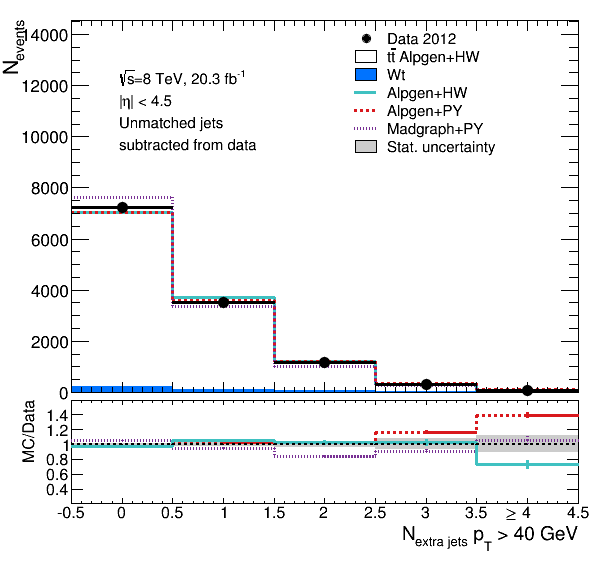 N_events
14000
12000
10000
8000
6000
4000
2000
0
√s=8 TeV, 20.3 fb⁻¹
|η| < 4.5
Unmatched jets
subtracted from data
Data 2012
tt̄ Alpgen+HW
Wt
Alpgen+HW
Alpgen+PY
Madgraph+PY
Stat. uncertainty
MC/Data
1.4
1.2
1
0.8
0.6
0.4
-0.5 0 0.5 1 1.5 2 2.5 3 3.5 ≥ 4 4.5
N_extra jets p_T > 40 GeV